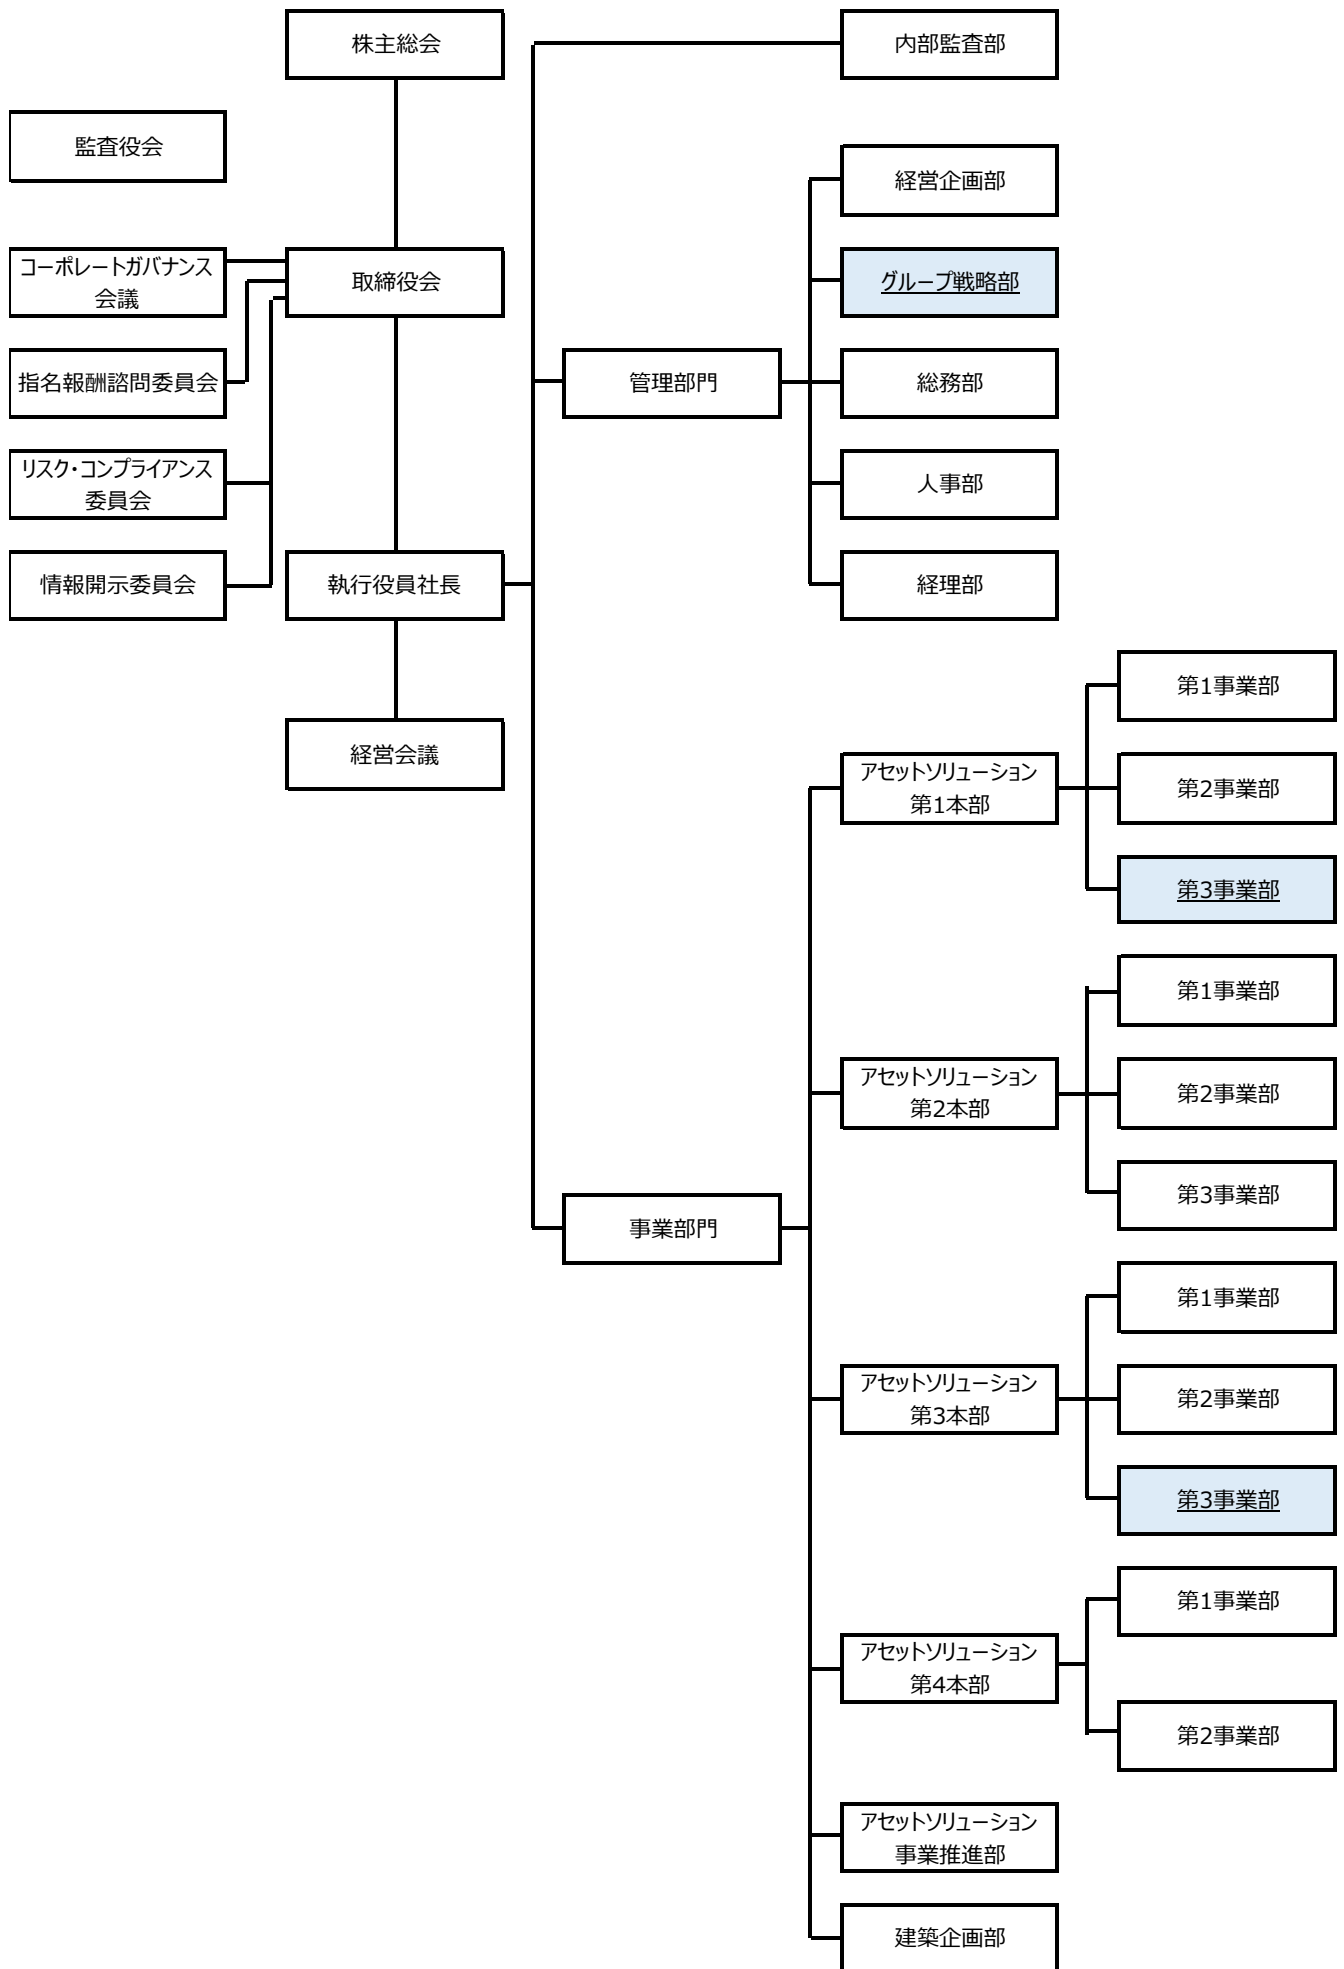 株主総会
内部監査部
監査役会
経営企画部
コーポレートガバナンス
会議
取締役会
グループ戦略部
指名報酬諮問委員会
管理部門
総務部
リスク・コンプライアンス
委員会
人事部
情報開示委員会
執行役員社長
経理部
第1事業部
経営会議
アセットソリューション
第1本部
第2事業部
第3事業部
第1事業部
アセットソリューション
第2本部
第2事業部
第3事業部
事業部門
第1事業部
アセットソリューション
第3本部
第2事業部
第3事業部
第1事業部
アセットソリューション
第4本部
第2事業部
アセットソリューション
事業推進部
建築企画部